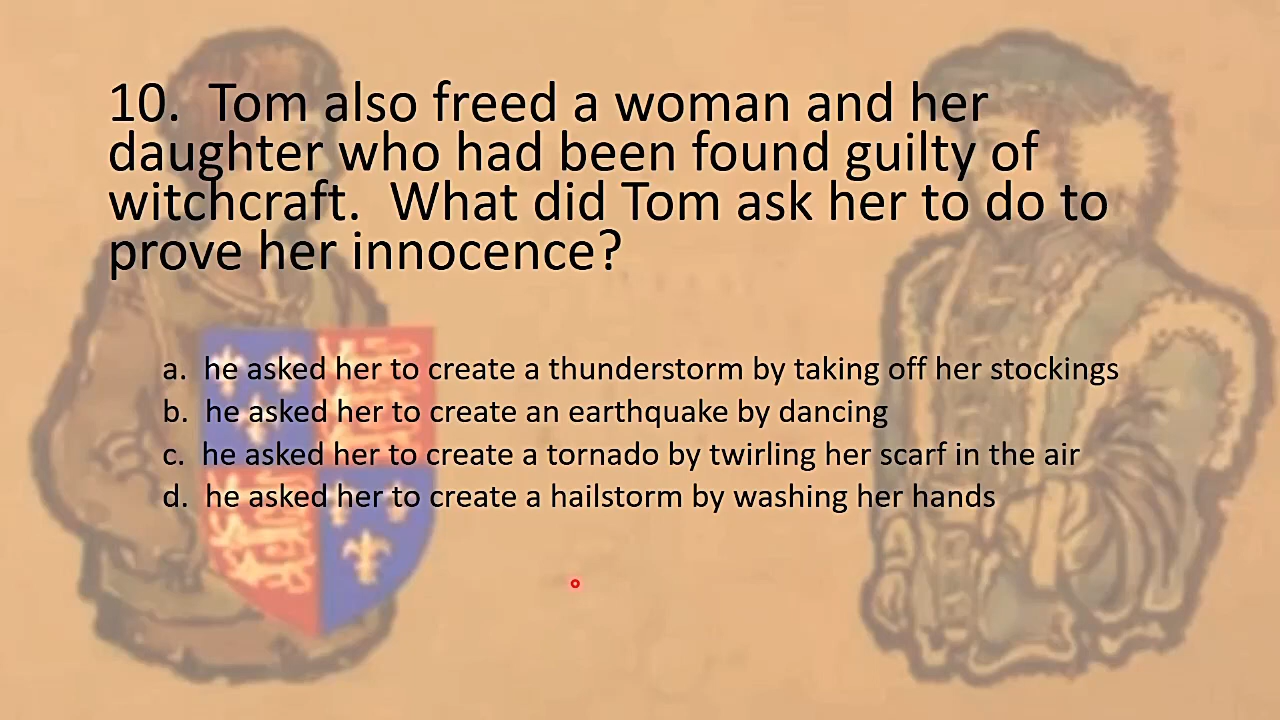 10.  Tom also freed a woman and her
daughter who had been found guilty of
witchcraft.  What did Tom ask her to do to
prove her innocence?
a.  he asked her to create a thunderstorm by taking off her stockings
b.  he asked her to create an earthquake by dancing
c.  he asked her to create a tornado by twirling her scarf in the air
d.  he asked her to create a hailstorm by washing her hands